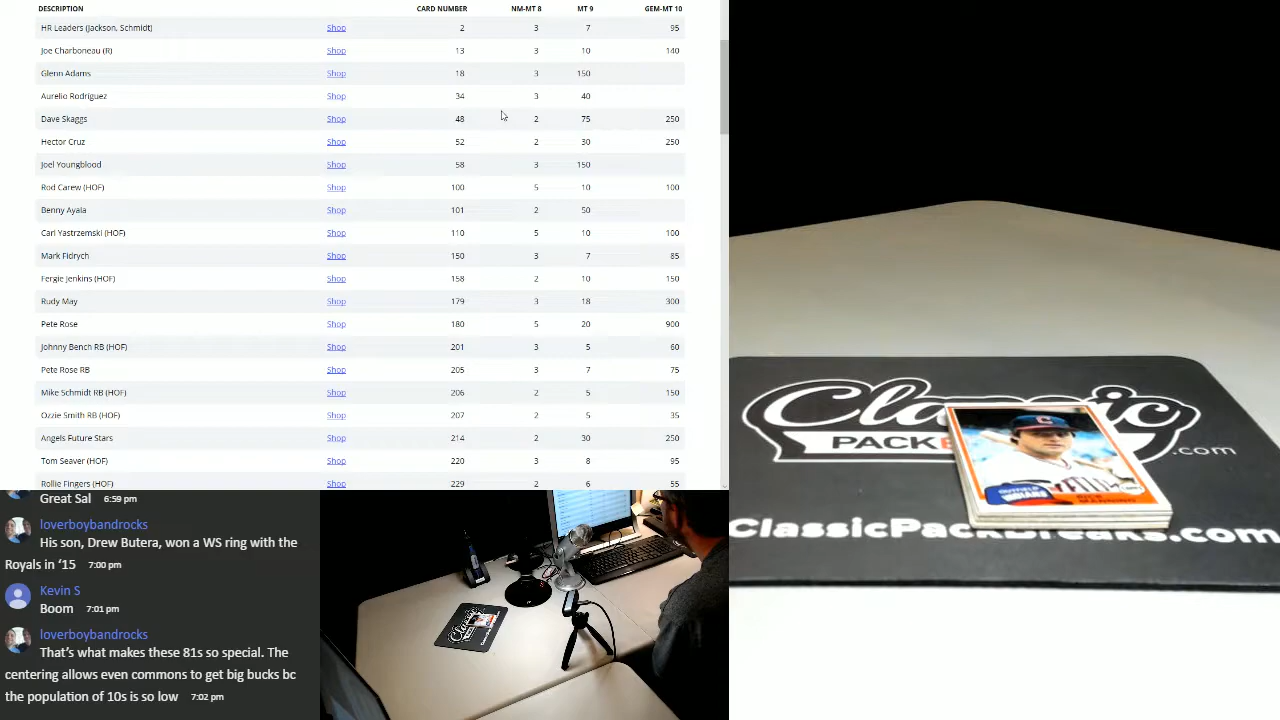 DESCRIPTION CARD NUMBER NM-MT 8 MT 9 GEM-MT 10
HR Leaders (Jackson, Schmidt) Shop 2 3 7 95
Joe Charboneau (R) Shop 13 3 10 140
Glenn Adams Shop 18 3 150
Aurelio Rodriguez Shop 34 3 40
Dave Skaggs Shop 48 2 75 250
Hector Cruz Shop 52 2 30 250
Joel Youngblood Shop 58 3 150
Rod Carew (HOF) Shop 100 5 10 100
Benny Ayala Shop 101 2 50
Carl Yastrzemski (HOF) Shop 110 5 10 100
Mark Fidrych Shop 150 3 7 85
Fergie Jenkins (HOF) Shop 158 2 10 150
Rudy May Shop 179 3 18 300
Pete Rose Shop 180 5 20 900
Johnny Bench RB (HOF) Shop 201 3 5 60
Pete Rose RB Shop 205 3 7 75
Mike Schmidt RB (HOF) Shop 206 2 5 150
Ozzie Smith RB (HOF) Shop 207 2 5 35
Angels Future Stars Shop 214 2 30 250
Tom Seaver (HOF) Shop 220 3 8 95
Rollie Fingers (HOF) Shop 229 2 6 55
Great Sal 6:59 pm
loverboybandrocks
His son, Drew Butera, won a WS ring with the
Royals in ‘15 7:00 pm
Kevin S
Boom 7:01 pm
loverboybandrocks
That’s what makes these 81s so special. The
centering allows even commons to get big bucks bc
the population of 10s is so low 7:02 pm
.com
OUTFIELD
INDIANS
RICK MANNING
ClassicPackBreaks.com